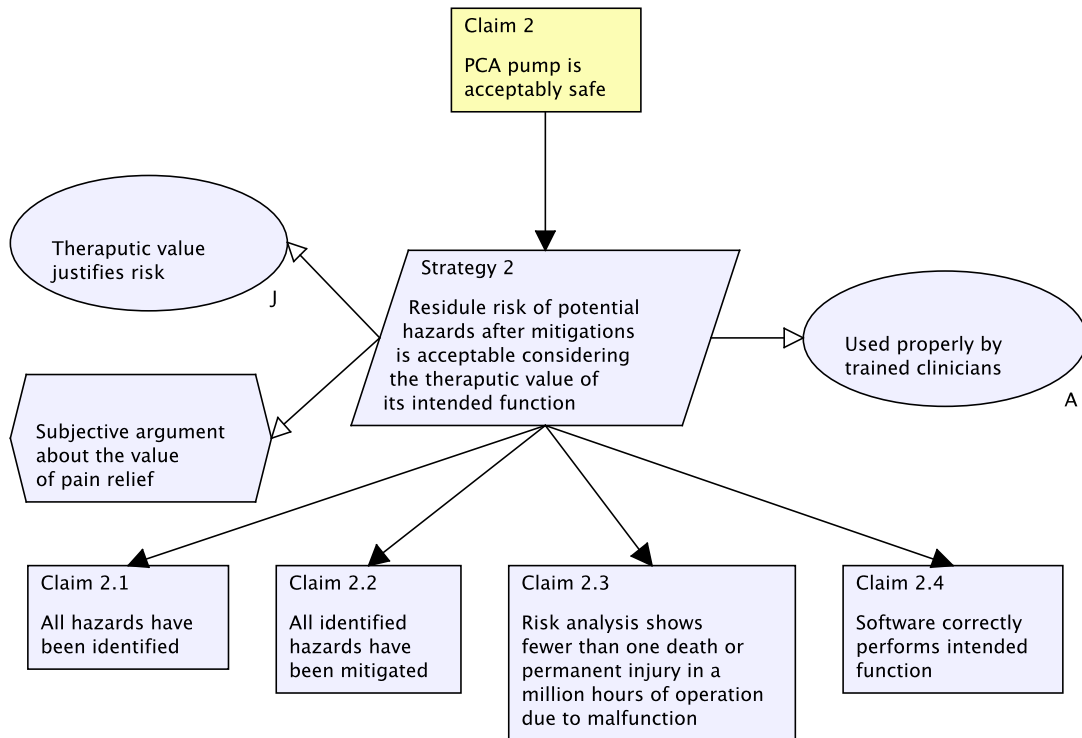 Claim 2
PCA pump is
acceptably safe
Theraputic value
justifies risk
J
Strategy 2
Residule risk of potential
hazards after mitigations
is acceptable considering
the theraputic value of
its intended function
Used properly by
trained clinicians
A
Subjective argument
about the value
of pain relief
Claim 2.1
All hazards have
been identified
Claim 2.2
All identified
hazards have
been mitigated
Claim 2.3
Risk analysis shows
fewer than one death or
permanent injury in a
million hours of operation
due to malfunction
Claim 2.4
Software correctly
performs intended
function